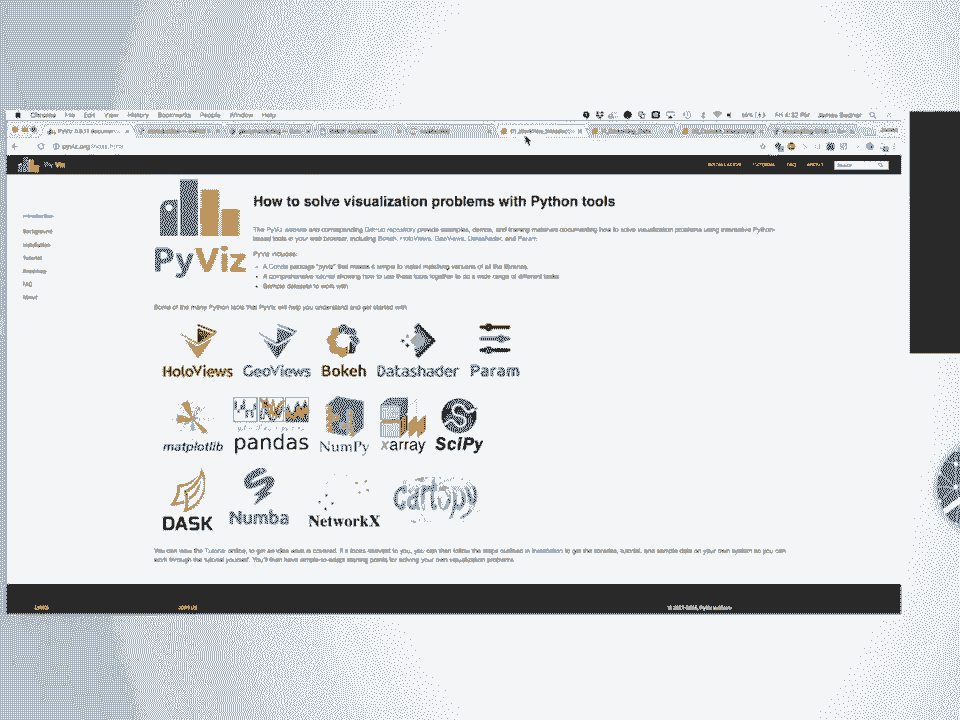 Chrome File Edit View History Bookmarks People Window Help
Fri 4:32 PM James Bednar
PyViz
How to solve visualization problems with Python tools
Introduction
Background
Installation
Tutorial
Roadmap
FAQ
About
PyViz
The PyViz website and corresponding GitHub repository provide examples, demos, and training materials documenting how to solve visualization problems using interactive Python-
based tools in your web browser, including Bokeh, HoloViews, GeoViews, Datashader, and Param.
PyViz includes:
A Conda package "pyviz" that makes it simple to install matching versions of all the libraries.
A comprehensive tutorial showing how to use these tools together to do a wide range of different tasks
Sample datasets to work with
Some of the many Python tools that PyViz will help you understand and get started with
HoloViews GeoViews Bokeh Datashader Param
matplotlib pandas NumPy xarray SciPy
DASK Numba NetworkX cartopy
You can view the Tutorial online, to get an idea what is covered. If it looks relevant to you, you can then follow the steps outlined in Installation to get the libraries, tutorial, and sample data on your own system so you can
work through the tutorial yourself. You'll then have simple-to-adapt starting points for solving your own visualization problems.
LINKS
JOIN US